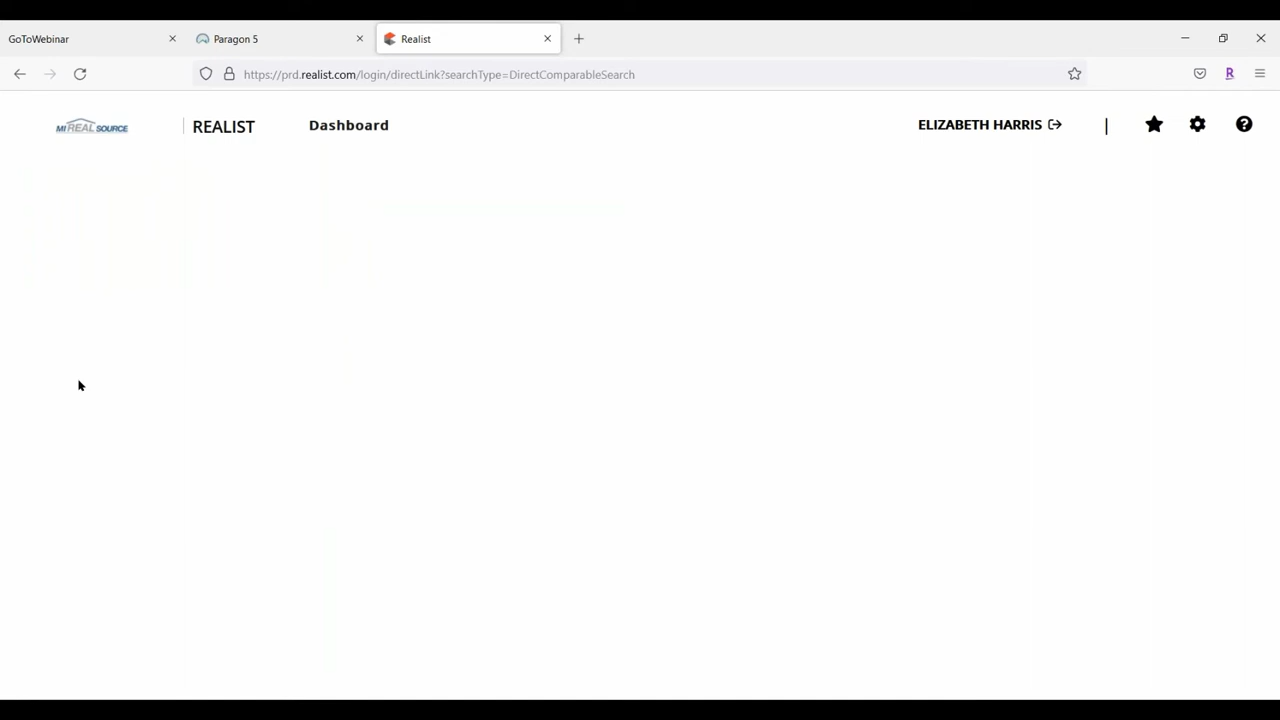 GoToWebinar
Paragon 5
Realist
https://prd.realist.com/login/directLink?searchType=DirectComparableSearch
MI REAL SOURCE
REALIST
Dashboard
ELIZABETH HARRIS
R